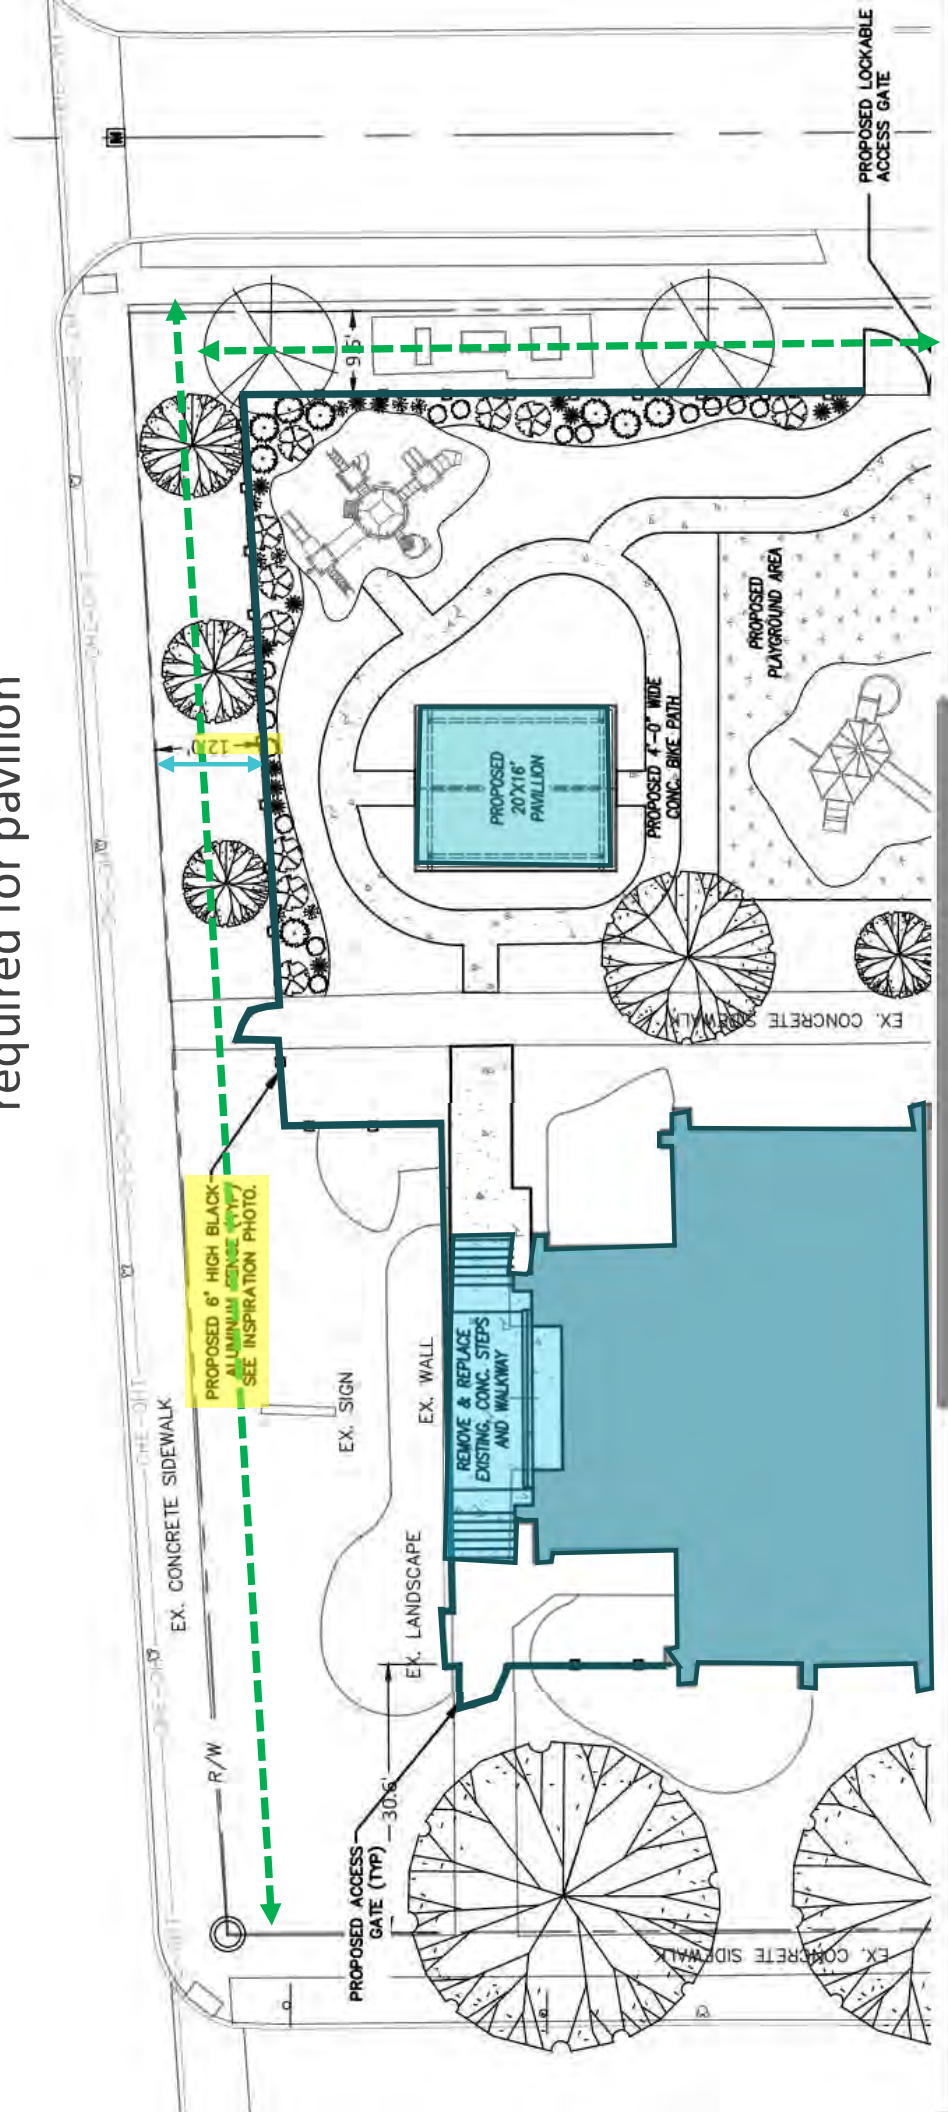 required for pavilion
PROPOSED LOCKABLE
ACCESS GATE
M
9.5'
12.0'
PROPOSED
PLAYGROUND AREA
PROPOSED
20'X16'
PAVILLION
PROPOSED 4'-0" WIDE
CONC. BIKE PATH
EX. CONCRETE SIDEWALK
PROPOSED 6' HIGH BLACK
ALUMINUM FENCE (TYP)
SEE INSPIRATION PHOTO.
EX. SIGN
EX. WALL
REMOVE & REPLACE
EXISTING, CONC. STEPS
AND WALKWAY
EX. CONCRETE SIDEWALK
EX. LANDSCAPE
R/W
30.6'
PROPOSED ACCESS
GATE (TYP)
EX. CONCRETE SIDEWALK